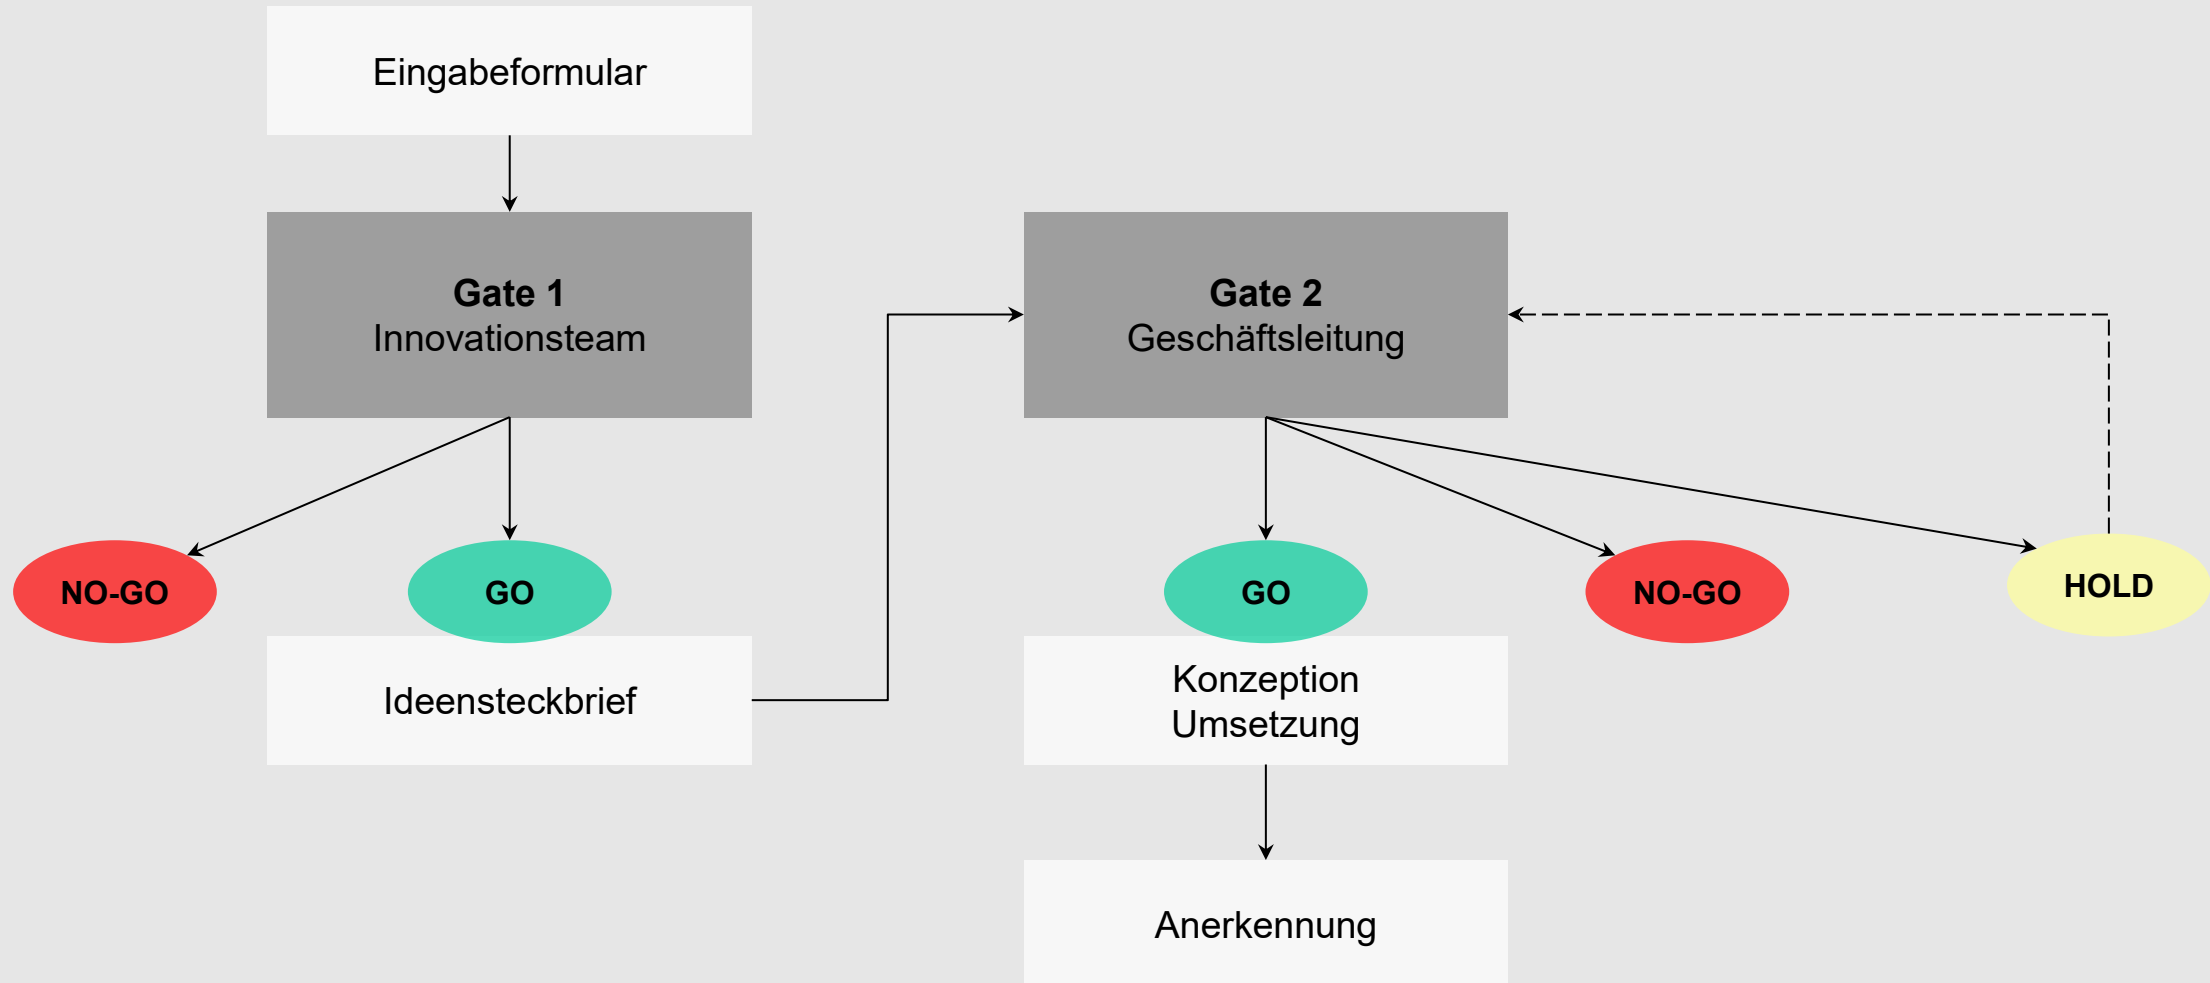 Eingabeformular
Gate 1
Innovationsteam
NO-GO
GO
Ideensteckbrief
Gate 2
Geschäftsleitung
GO
NO-GO
HOLD
Konzeption
Umsetzung
Anerkennung